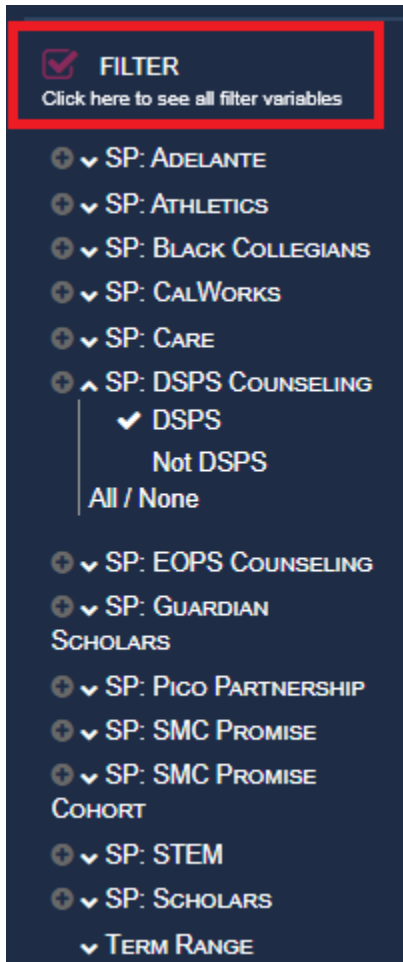 FILTER
Click here to see all filter variables
SP: ADELANTE
SP: ATHLETICS
SP: BLACK COLLEGIANS
SP: CALWORKS
SP: CARE
SP: DSPS COUNSELING
DSPS
Not DSPS
All / None
SP: EOPS COUNSELING
SP: GUARDIAN
SCHOLARS
SP: PICO PARTNERSHIP
SP: SMC PROMISE
SP: SMC PROMISE
COHORT
SP: STEM
SP: SCHOLARS
TERM RANGE